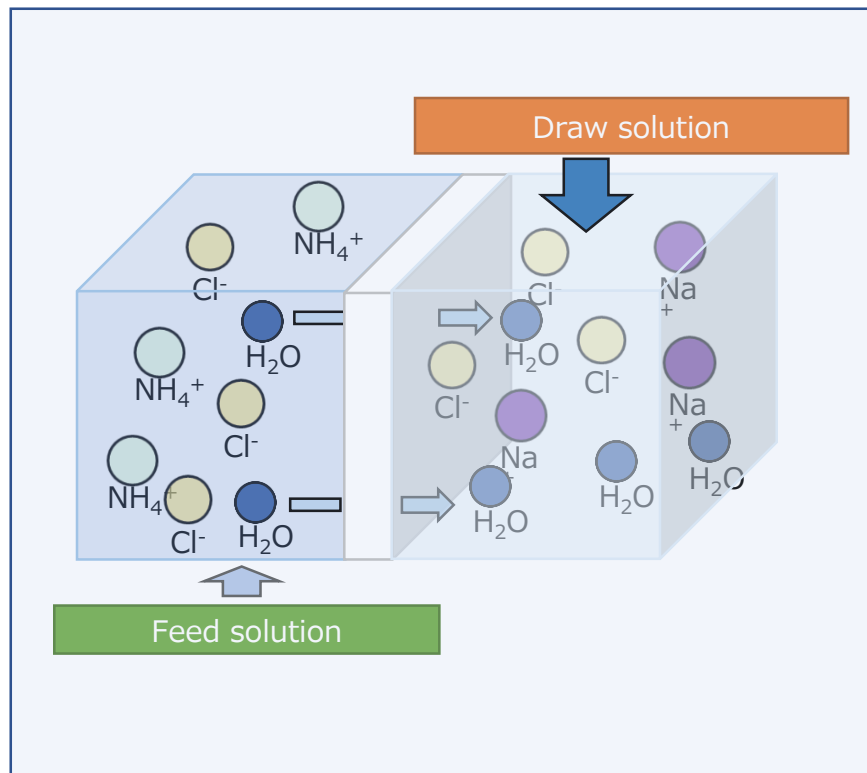 Draw solution
NH₄⁺
Cl⁻
Cl⁻
Na
+
H₂O
H₂O
NH₄⁺
Cl⁻
Cl⁻
Cl⁻
Na
+
Na
+
NH₄⁺
H₂O
H₂O
Cl⁻
H₂O
H₂O
Feed solution